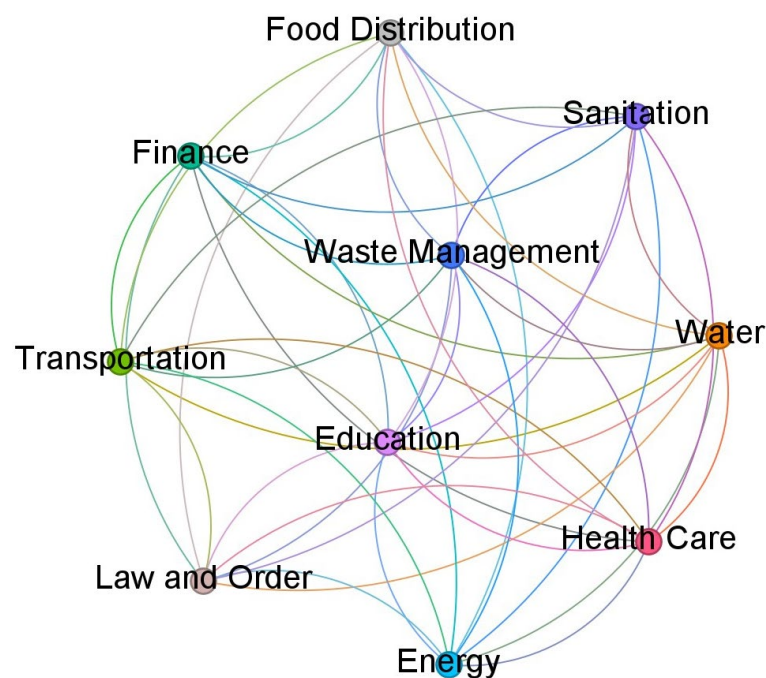 Food Distribution
Sanitation
Finance
Waste Management
Water
Transportation
Education
Health Care
Law and Order
Energy